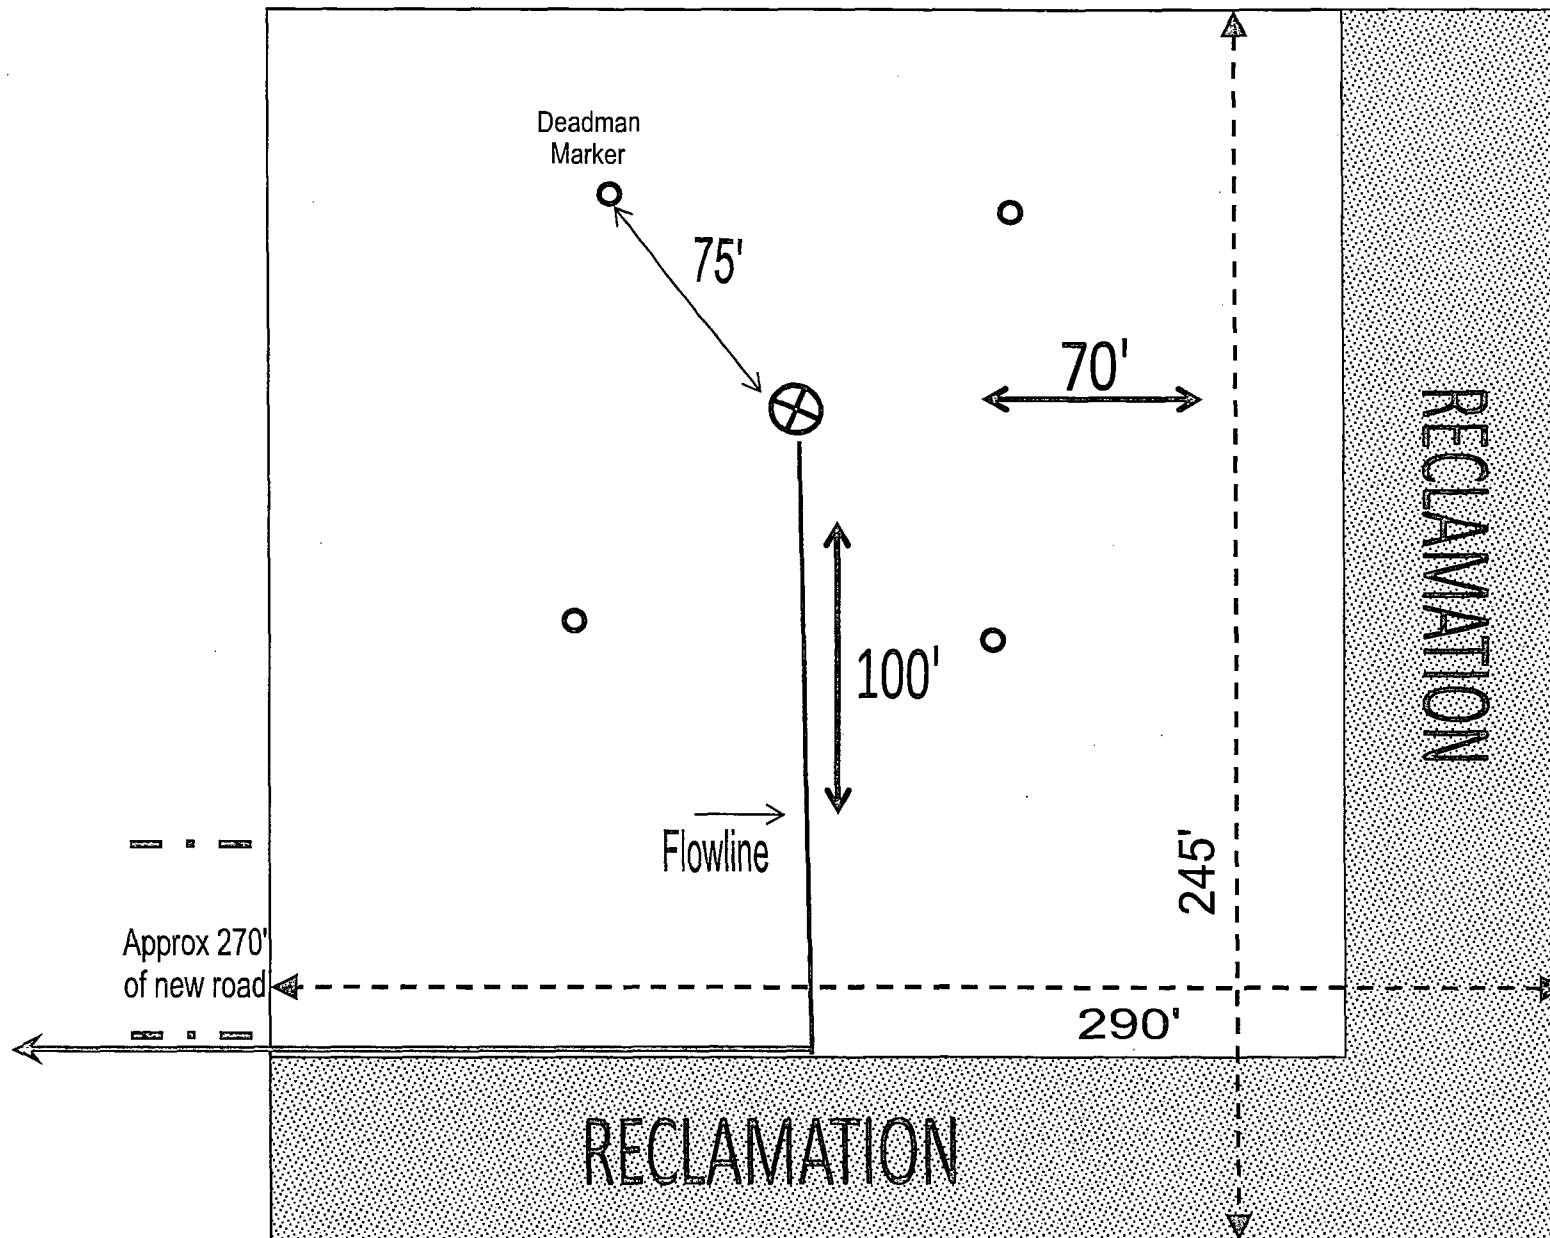 Deadman
Marker
75'
70'
RECLAMATION
100'
Flowline
245'
Approx 270'
of new road
290'
RECLAMATION